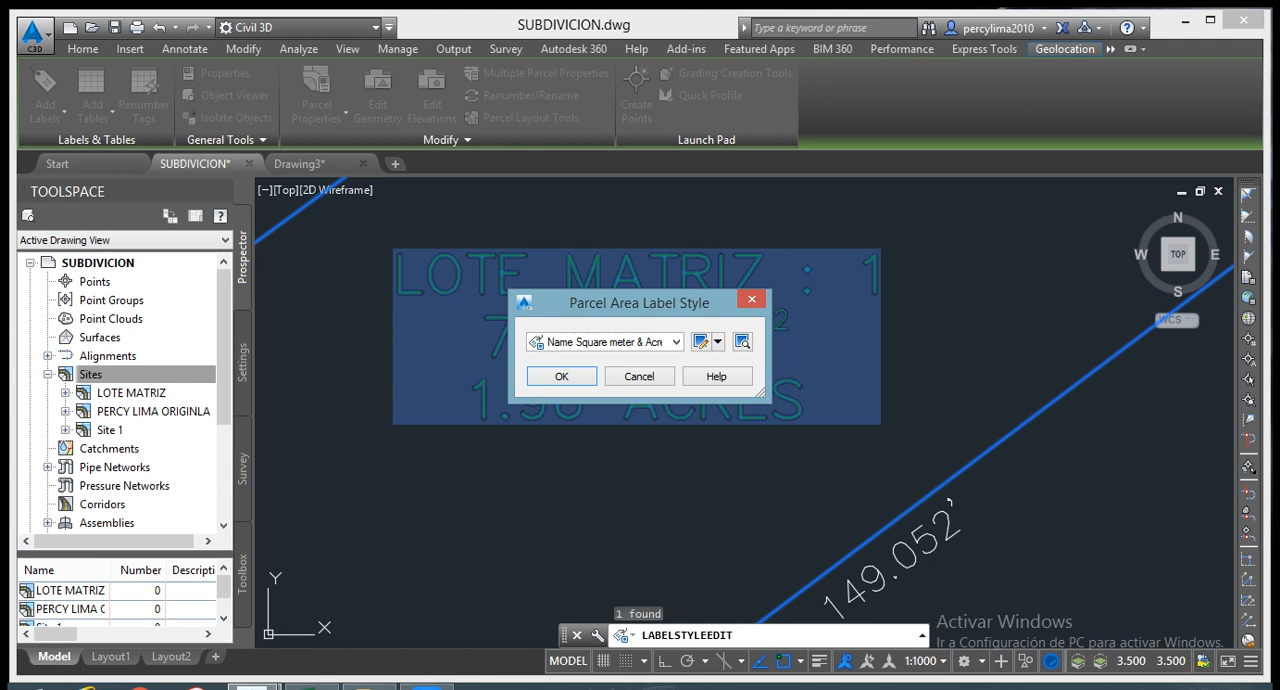 Civil 3D
SUBDIVICION.dwg
Type a keyword or phrase
percylima2010
C3D
Home Insert Annotate Modify Analyze View Manage Output Survey Autodesk 360 Help Add-ins Featured Apps BIM 360 Performance Express Tools Geolocation
Add Labels
Add Tables
Renumber Tags
Properties
Object Viewer
Isolate Objects
Parcel Properties
Edit Geometry
Edit Elevations
Multiple Parcel Properties
Renumber/Rename
Parcel Layout Tools
Create Points
Grading Creation Tools
Quick Profile
Labels & Tables General Tools Modify Launch Pad
Start SUBDIVICION* Drawing3*
TOOLSPACE
Active Drawing View
SUBDIVICION
Points
Point Groups
Point Clouds
Surfaces
Alignments
Sites
LOTE MATRIZ
PERCY LIMA ORIGINLA
Site 1
Catchments
Pipe Networks
Pressure Networks
Corridors
Assemblies
Prospector
Settings
Survey
Toolbox
Name Number Descripti
LOTE MATRIZ 0
PERCY LIMA 0
[−][Top][2D Wireframe]
LOTE MATRIZ : 1
7
2
ACRES
Parcel Area Label Style
Name Square meter & Acre
OK Cancel Help
149.052'
N
W TOP E
S
WCS
Y
X
1 found
LABELSTYLEEDIT
Activar Windows
Ir a Configuración de PC para activar Windows.
Model Layout1 Layout2 +
MODEL 1:1000 3.500 3.500